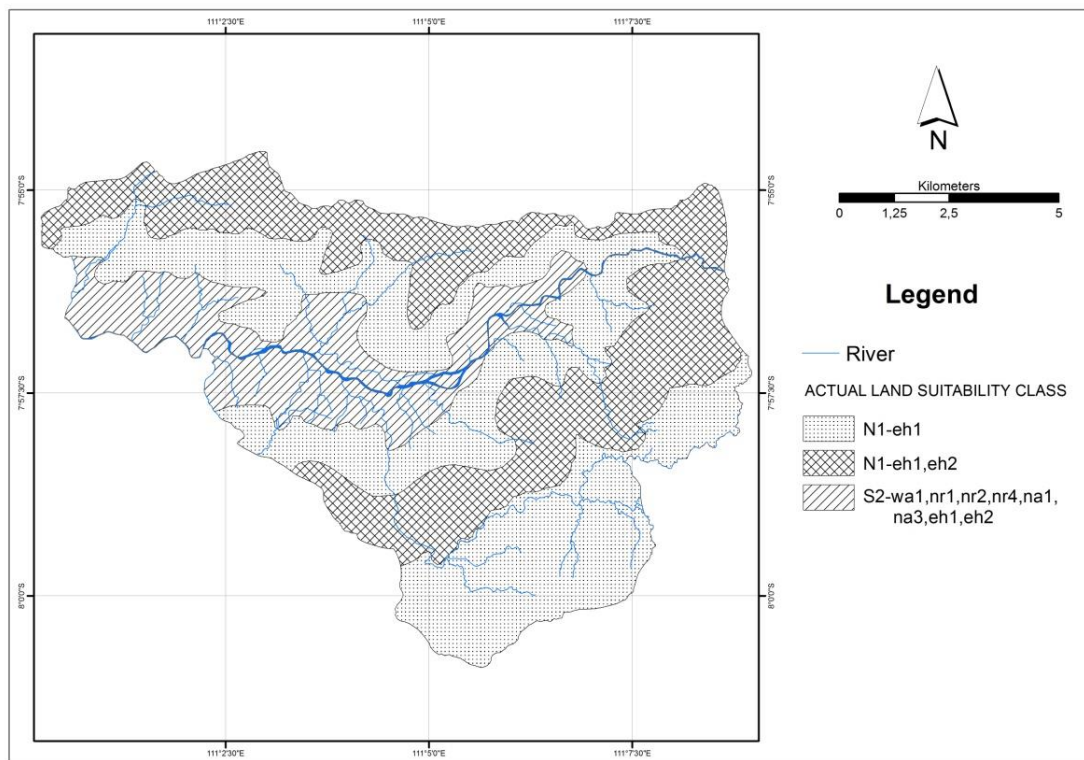 111°2'30"E 111°5'0"E 111°7'30"E
7°55'0"S 7°55'0"S
7°57'30"S 7°57'30"S
8°0'0"S 8°0'0"S
111°2'30"E 111°5'0"E 111°7'30"E
N
Kilometers
0 1,25 2,5 5
Legend
River
ACTUAL LAND SUITABILITY CLASS
N1-eh1
N1-eh1,eh2
S2-wa1,nr1,nr2,nr4,na1,
na3,eh1,eh2